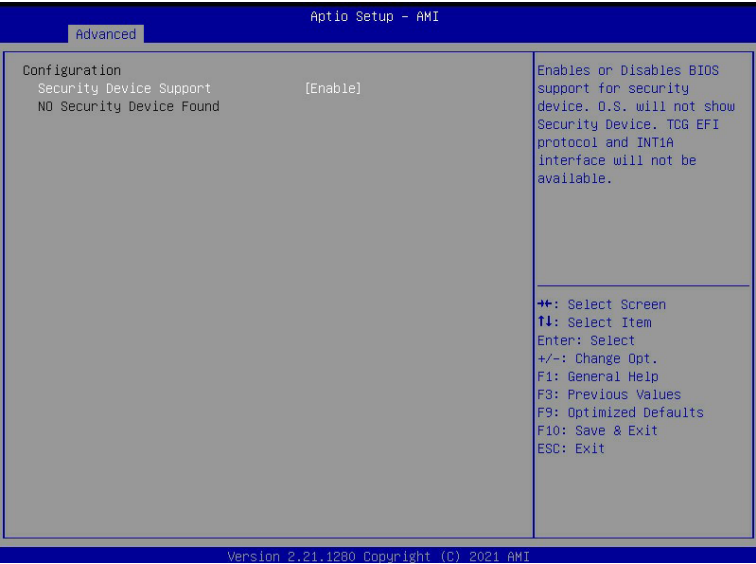 Aptio Setup – AMI
Advanced
Configuration
Security Device Support [Enable]
NO Security Device Found
Enables or Disables BIOS
support for security
device. O.S. will not show
Security Device. TCG EFI
protocol and INT1A
interface will not be
available.
→←: Select Screen
↑↓: Select Item
Enter: Select
+/-: Change Opt.
F1: General Help
F3: Previous Values
F9: Optimized Defaults
F10: Save & Exit
ESC: Exit
Version 2.21.1280 Copyright (C) 2021 AMI